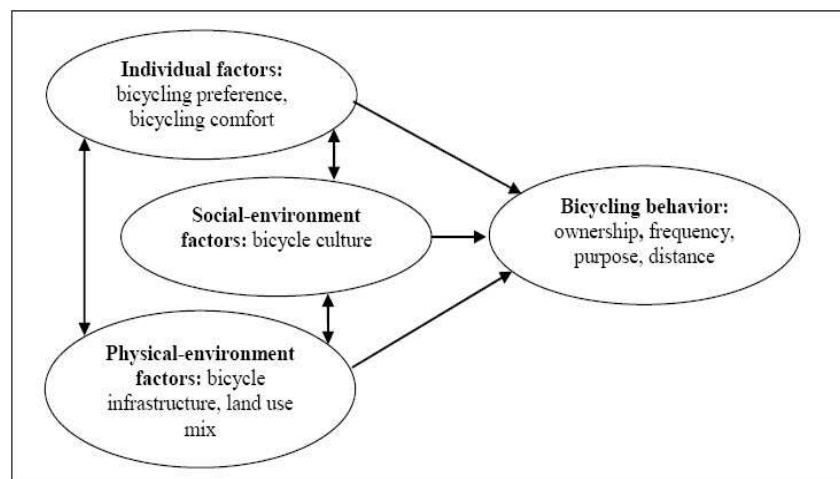 Individual factors:
bicycling preference,
bicycling comfort
Social-environment
factors: bicycle culture
Physical-environment
factors: bicycle
infrastructure, land use
mix
Bicycling behavior:
ownership, frequency,
purpose, distance